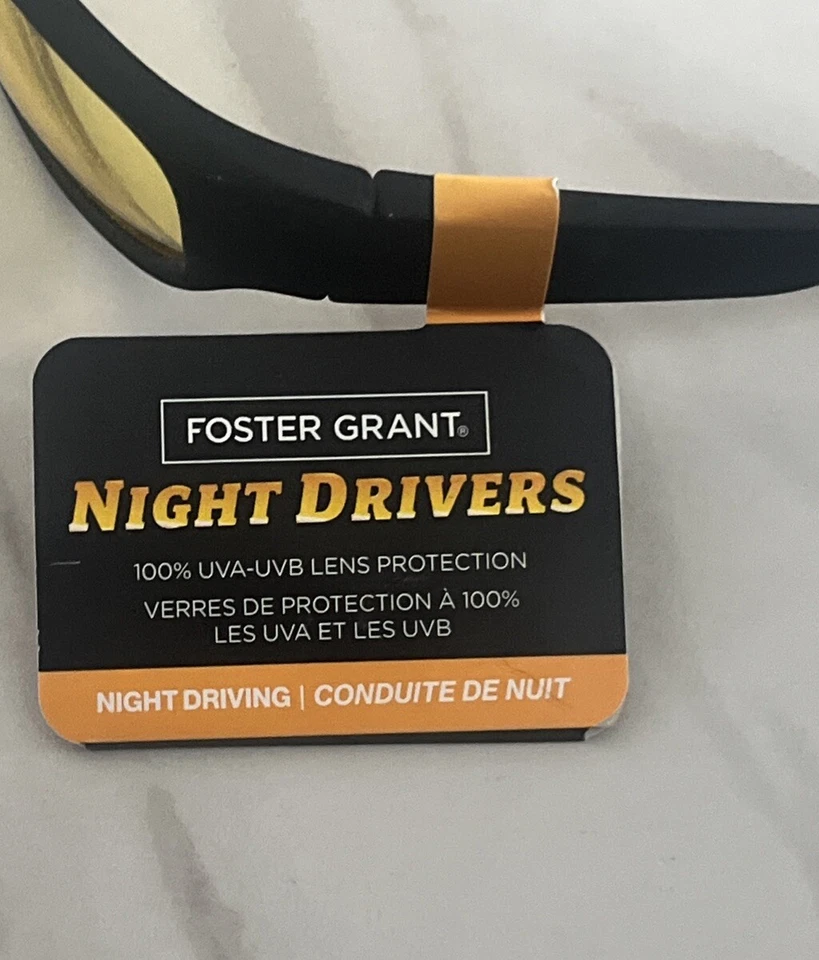 FOSTER GRANT®
NIGHT DRIVERS
100% UVA-UVB LENS PROTECTION
VERRES DE PROTECTION À 100%
LES UVA ET LES UVB
NIGHT DRIVING | CONDUITE DE NUIT